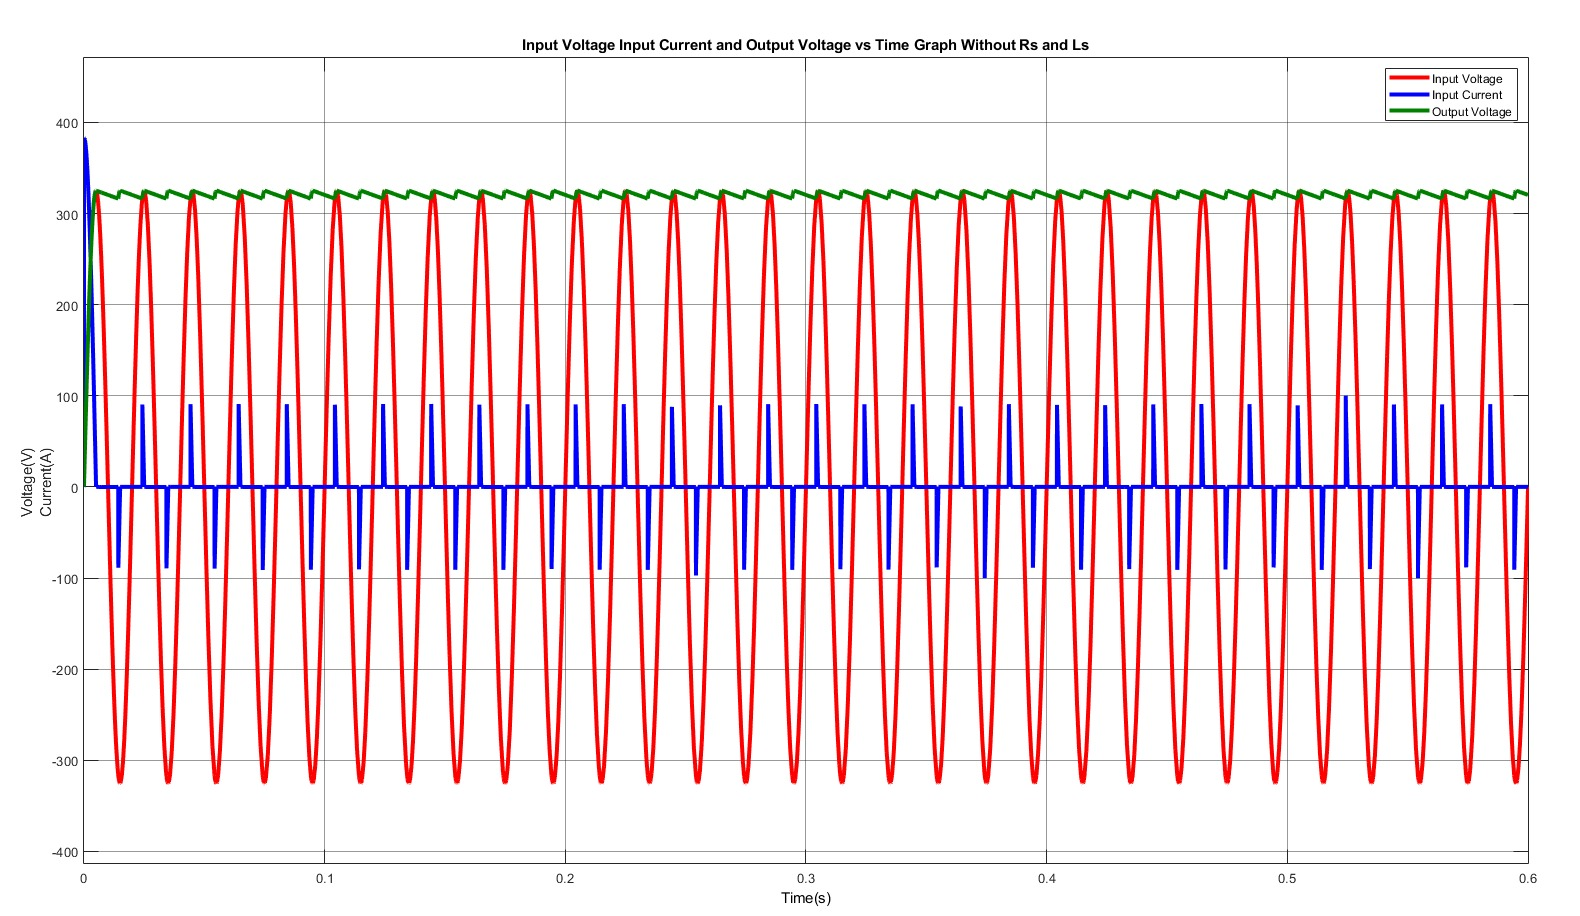 Input Voltage Input Current and Output Voltage vs Time Graph Without Rs and Ls
Input Voltage
Input Current
Output Voltage
400
300
200
100
0
-100
-200
-300
-400
Voltage(V)
Current(A)
0
0.1
0.2
0.3
0.4
0.5
0.6
Time(s)